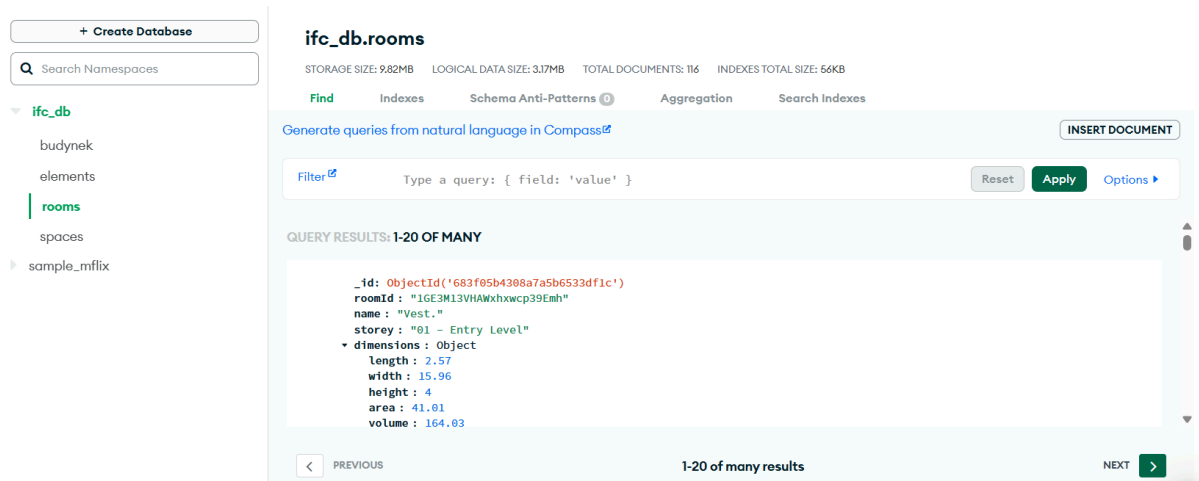 + Create Database
Search Namespaces
ifc_db
budynek
elements
rooms
spaces
sample_mflix
ifc_db.rooms
STORAGE SIZE: 9.82MB LOGICAL DATA SIZE: 3.17MB TOTAL DOCUMENTS: 116 INDEXES TOTAL SIZE: 56KB
Find Indexes Schema Anti-Patterns 0 Aggregation Search Indexes
Generate queries from natural language in Compass
INSERT DOCUMENT
Filter Type a query: { field: 'value' } Reset Apply Options
QUERY RESULTS: 1-20 OF MANY
_id: ObjectId('683f05b4308a7a5b6533df1c')
roomId : "1GE3M13VHAWxhxwcp39Emh"
name : "Vest."
storey : "01 - Entry Level"
dimensions : Object
length : 2.57
width : 15.96
height : 4
area : 41.01
volume : 164.03
PREVIOUS 1-20 of many results NEXT